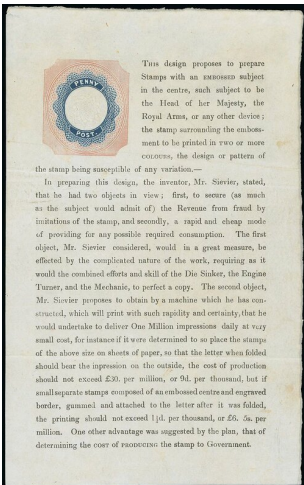 PENNY
POST.
THIS design proposes to prepare
Stamps with an EMBOSSED subject
in the centre, such subject to be
the Head of her Majesty, the
Royal Arms, or any other device ;
the stamp surrounding the emboss-
ment to be printed in TWO or more
COLOURS, the design or pattern of
the stamp being susceptible of any variation.—
In preparing this design, the inventor, Mr. Sievier, stated,
that he had two objects in view ; first, to secure (as much
as the subject would admit of) the Revenue from fraud by
imitations of the stamp, and secondly, a rapid and cheap mode
of providing for any possible required consumption. The first
object, Mr. Sievier considered, would in a great measure, be
effected by the complicated nature of the work, requiring as it
would the combined efforts and skill of the Die Sinker, the Engine
Turner, and the Mechanic, to perfect a copy. The second object,
Mr. Sievier proposes to obtain by a machine which he has con-
structed, which will print with such rapidity and certainty, that he
would undertake to deliver One Million impressions daily at very
small cost, for instance if it were determined to so place the stamps
of the above size on sheets of paper, so that the letter when folded
should bear the inpression on the outside, the cost of production
should not exceed £30. per million, or 9d. per thousand, but if
small separate stamps composed of an embossed centre and engraved
border, gummed and attached to the letter after it was folded,
the printing should not exceed 1½d. per thousand, or £6. 5s. per
million. One other advantage was suggested by the plan, that of
determining the COST OF PRODUCING the stamp to Government.